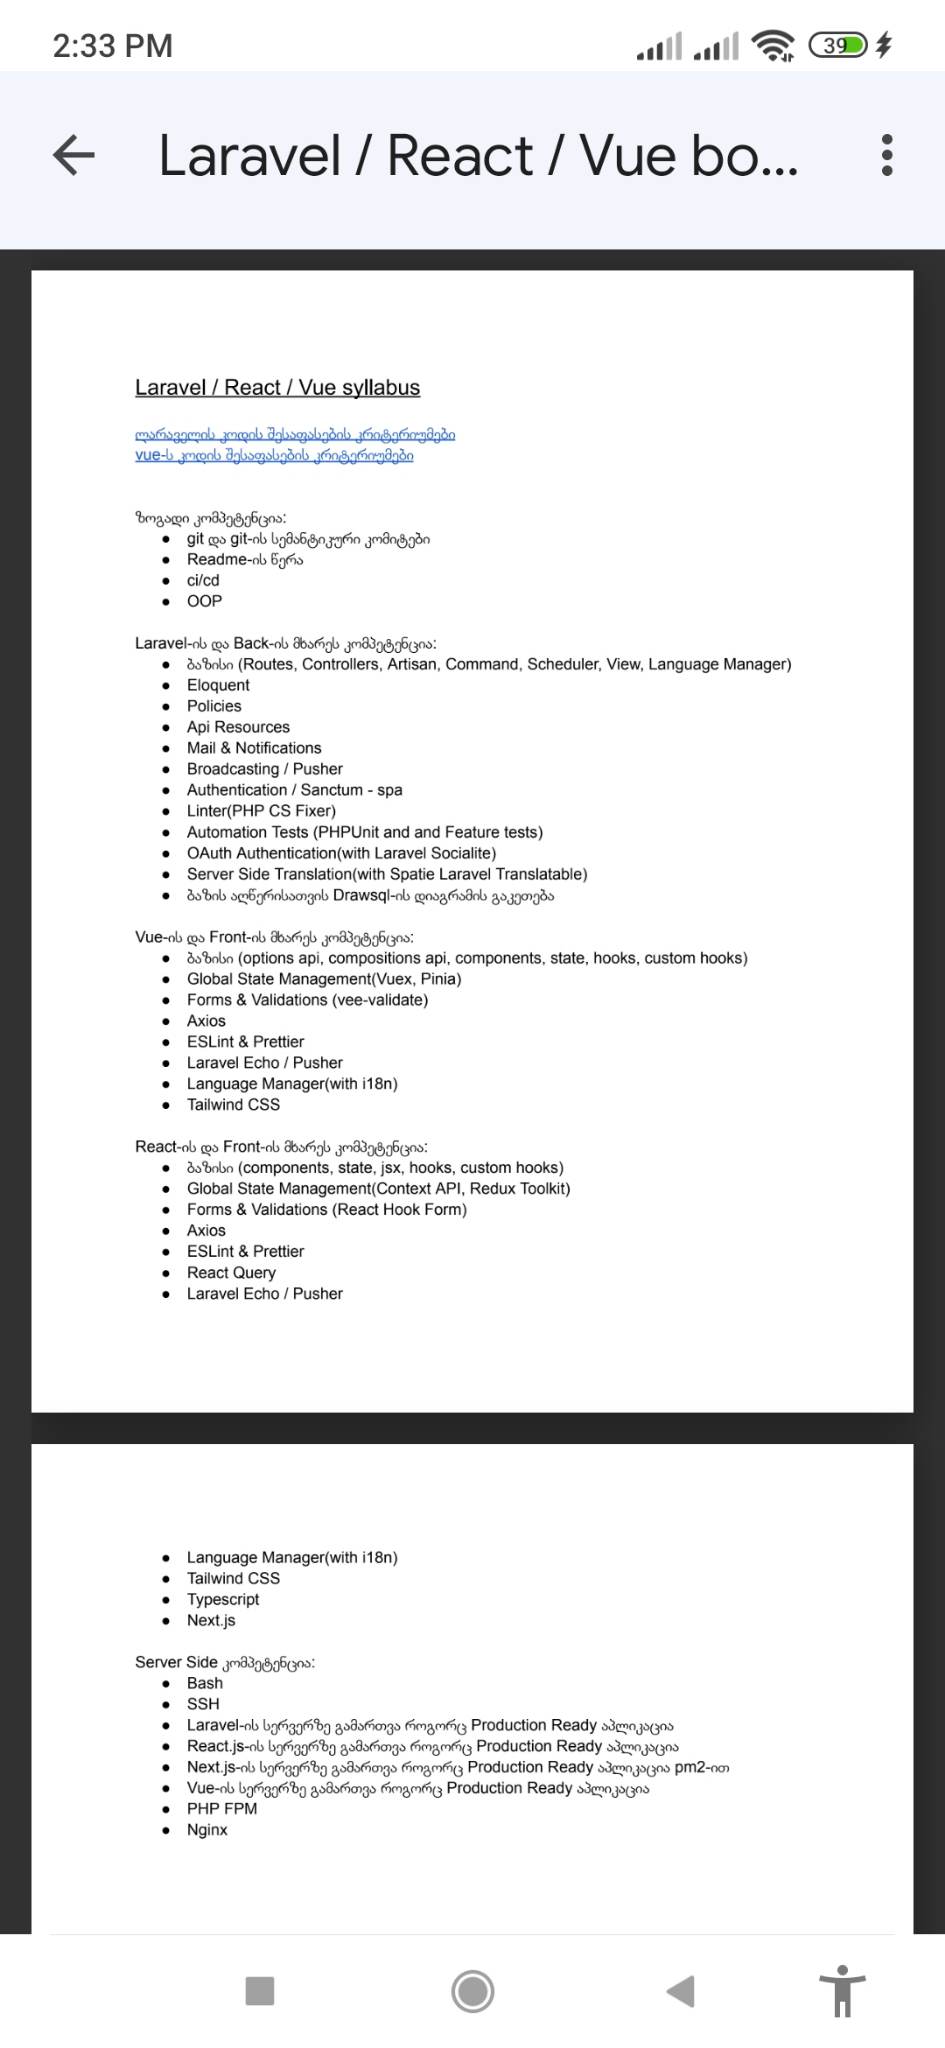 2:33 PM
39
Laravel / React / Vue bo...
Laravel / React / Vue syllabus
ლარაველის კოდის შესაფასების კრიტერიუმები
vue-ს კოდის შესაფასების კრიტერიუმები
ზოგადი კომპეტენცია:
● git და git-ის სემანტიკური კომიტები
● Readme-ის წერა
● ci/cd
● OOP
Laravel-ის და Back-ის მხარეს კომპეტენცია:
● ბაზისი (Routes, Controllers, Artisan, Command, Scheduler, View, Language Manager)
● Eloquent
● Policies
● Api Resources
● Mail & Notifications
● Broadcasting / Pusher
● Authentication / Sanctum - spa
● Linter(PHP CS Fixer)
● Automation Tests (PHPUnit and and Feature tests)
● OAuth Authentication(with Laravel Socialite)
● Server Side Translation(with Spatie Laravel Translatable)
● ბაზის აღწერისათვის Drawsql-ის დიაგრამის გაკეთება
Vue-ის და Front-ის მხარეს კომპეტენცია:
● ბაზისი (options api, compositions api, components, state, hooks, custom hooks)
● Global State Management(Vuex, Pinia)
● Forms & Validations (vee-validate)
● Axios
● ESLint & Prettier
● Laravel Echo / Pusher
● Language Manager(with i18n)
● Tailwind CSS
React-ის და Front-ის მხარეს კომპეტენცია:
● ბაზისი (components, state, jsx, hooks, custom hooks)
● Global State Management(Context API, Redux Toolkit)
● Forms & Validations (React Hook Form)
● Axios
● ESLint & Prettier
● React Query
● Laravel Echo / Pusher
● Language Manager(with i18n)
● Tailwind CSS
● Typescript
● Next.js
Server Side კომპეტენცია:
● Bash
● SSH
● Laravel-ის სერვერზე გამართვა როგორც Production Ready აპლიკაცია
● React.js-ის სერვერზე გამართვა როგორც Production Ready აპლიკაცია
● Next.js-ის სერვერზე გამართვა როგორც Production Ready აპლიკაცია pm2-ით
● Vue-ის სერვერზე გამართვა როგორც Production Ready აპლიკაცია
● PHP FPM
● Nginx